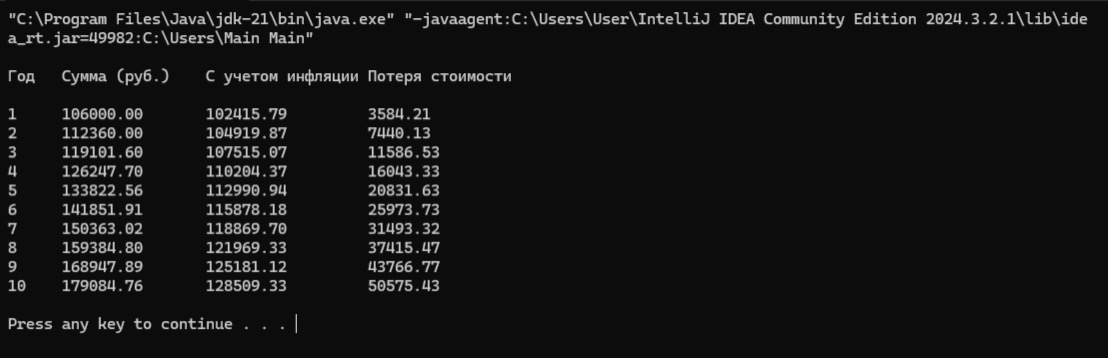 "C:\Program Files\Java\jdk-21\bin\java.exe" "-javaagent:C:\Users\User\IntelliJ IDEA Community Edition 2024.3.2.1\lib\ide
a_rt.jar=49982:C:\Users\Main Main"
Год Сумма (руб.) С учетом инфляции Потеря стоимости
1 106000.00 102415.79 3584.21
2 112360.00 104919.87 7440.13
3 119101.60 107515.07 11586.53
4 126247.70 110204.37 16043.33
5 133822.56 112990.94 20831.63
6 141851.91 115878.18 25973.73
7 150363.02 118869.70 31493.32
8 159384.80 121969.33 37415.47
9 168947.89 125181.12 43766.77
10 179084.76 128509.33 50575.43
Press any key to continue . . .